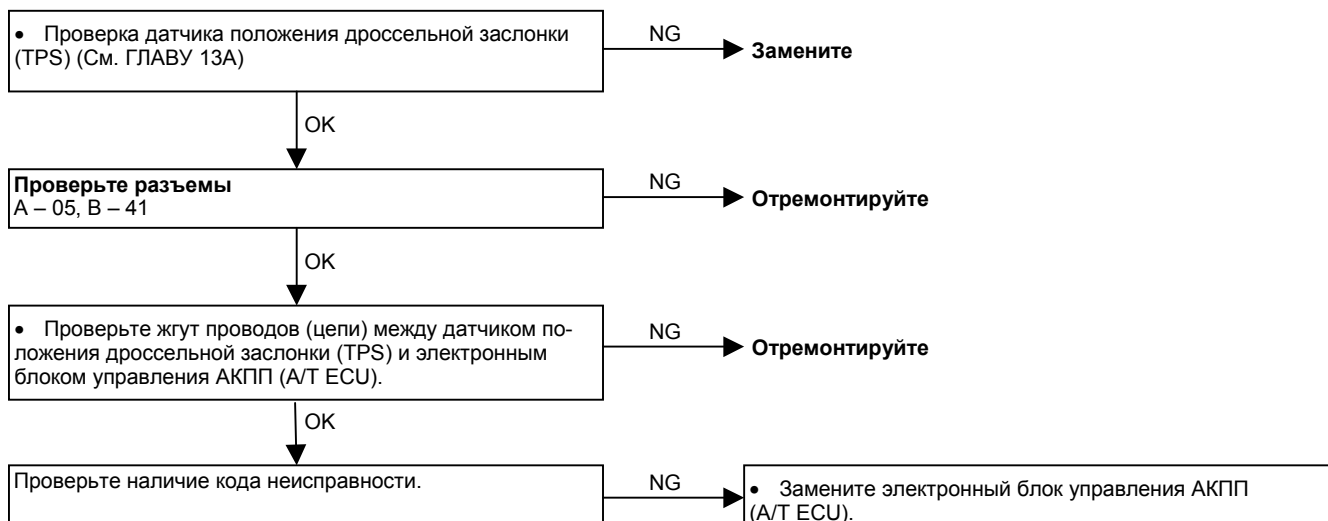 • Проверка датчика положения дроссельной заслонки
(TPS) (См. ГЛАВУ 13А)
NG
Замените
OK
Проверьте разъемы
A – 05, B – 41
NG
Отремонтируйте
OK
• Проверьте жгут проводов (цепи) между датчиком по-
ложения дроссельной заслонки (TPS) и электронным
блоком управления АКПП (A/T ECU).
NG
Отремонтируйте
OK
Проверьте наличие кода неисправности.
NG
• Замените электронный блок управления АКПП
(A/T ECU).